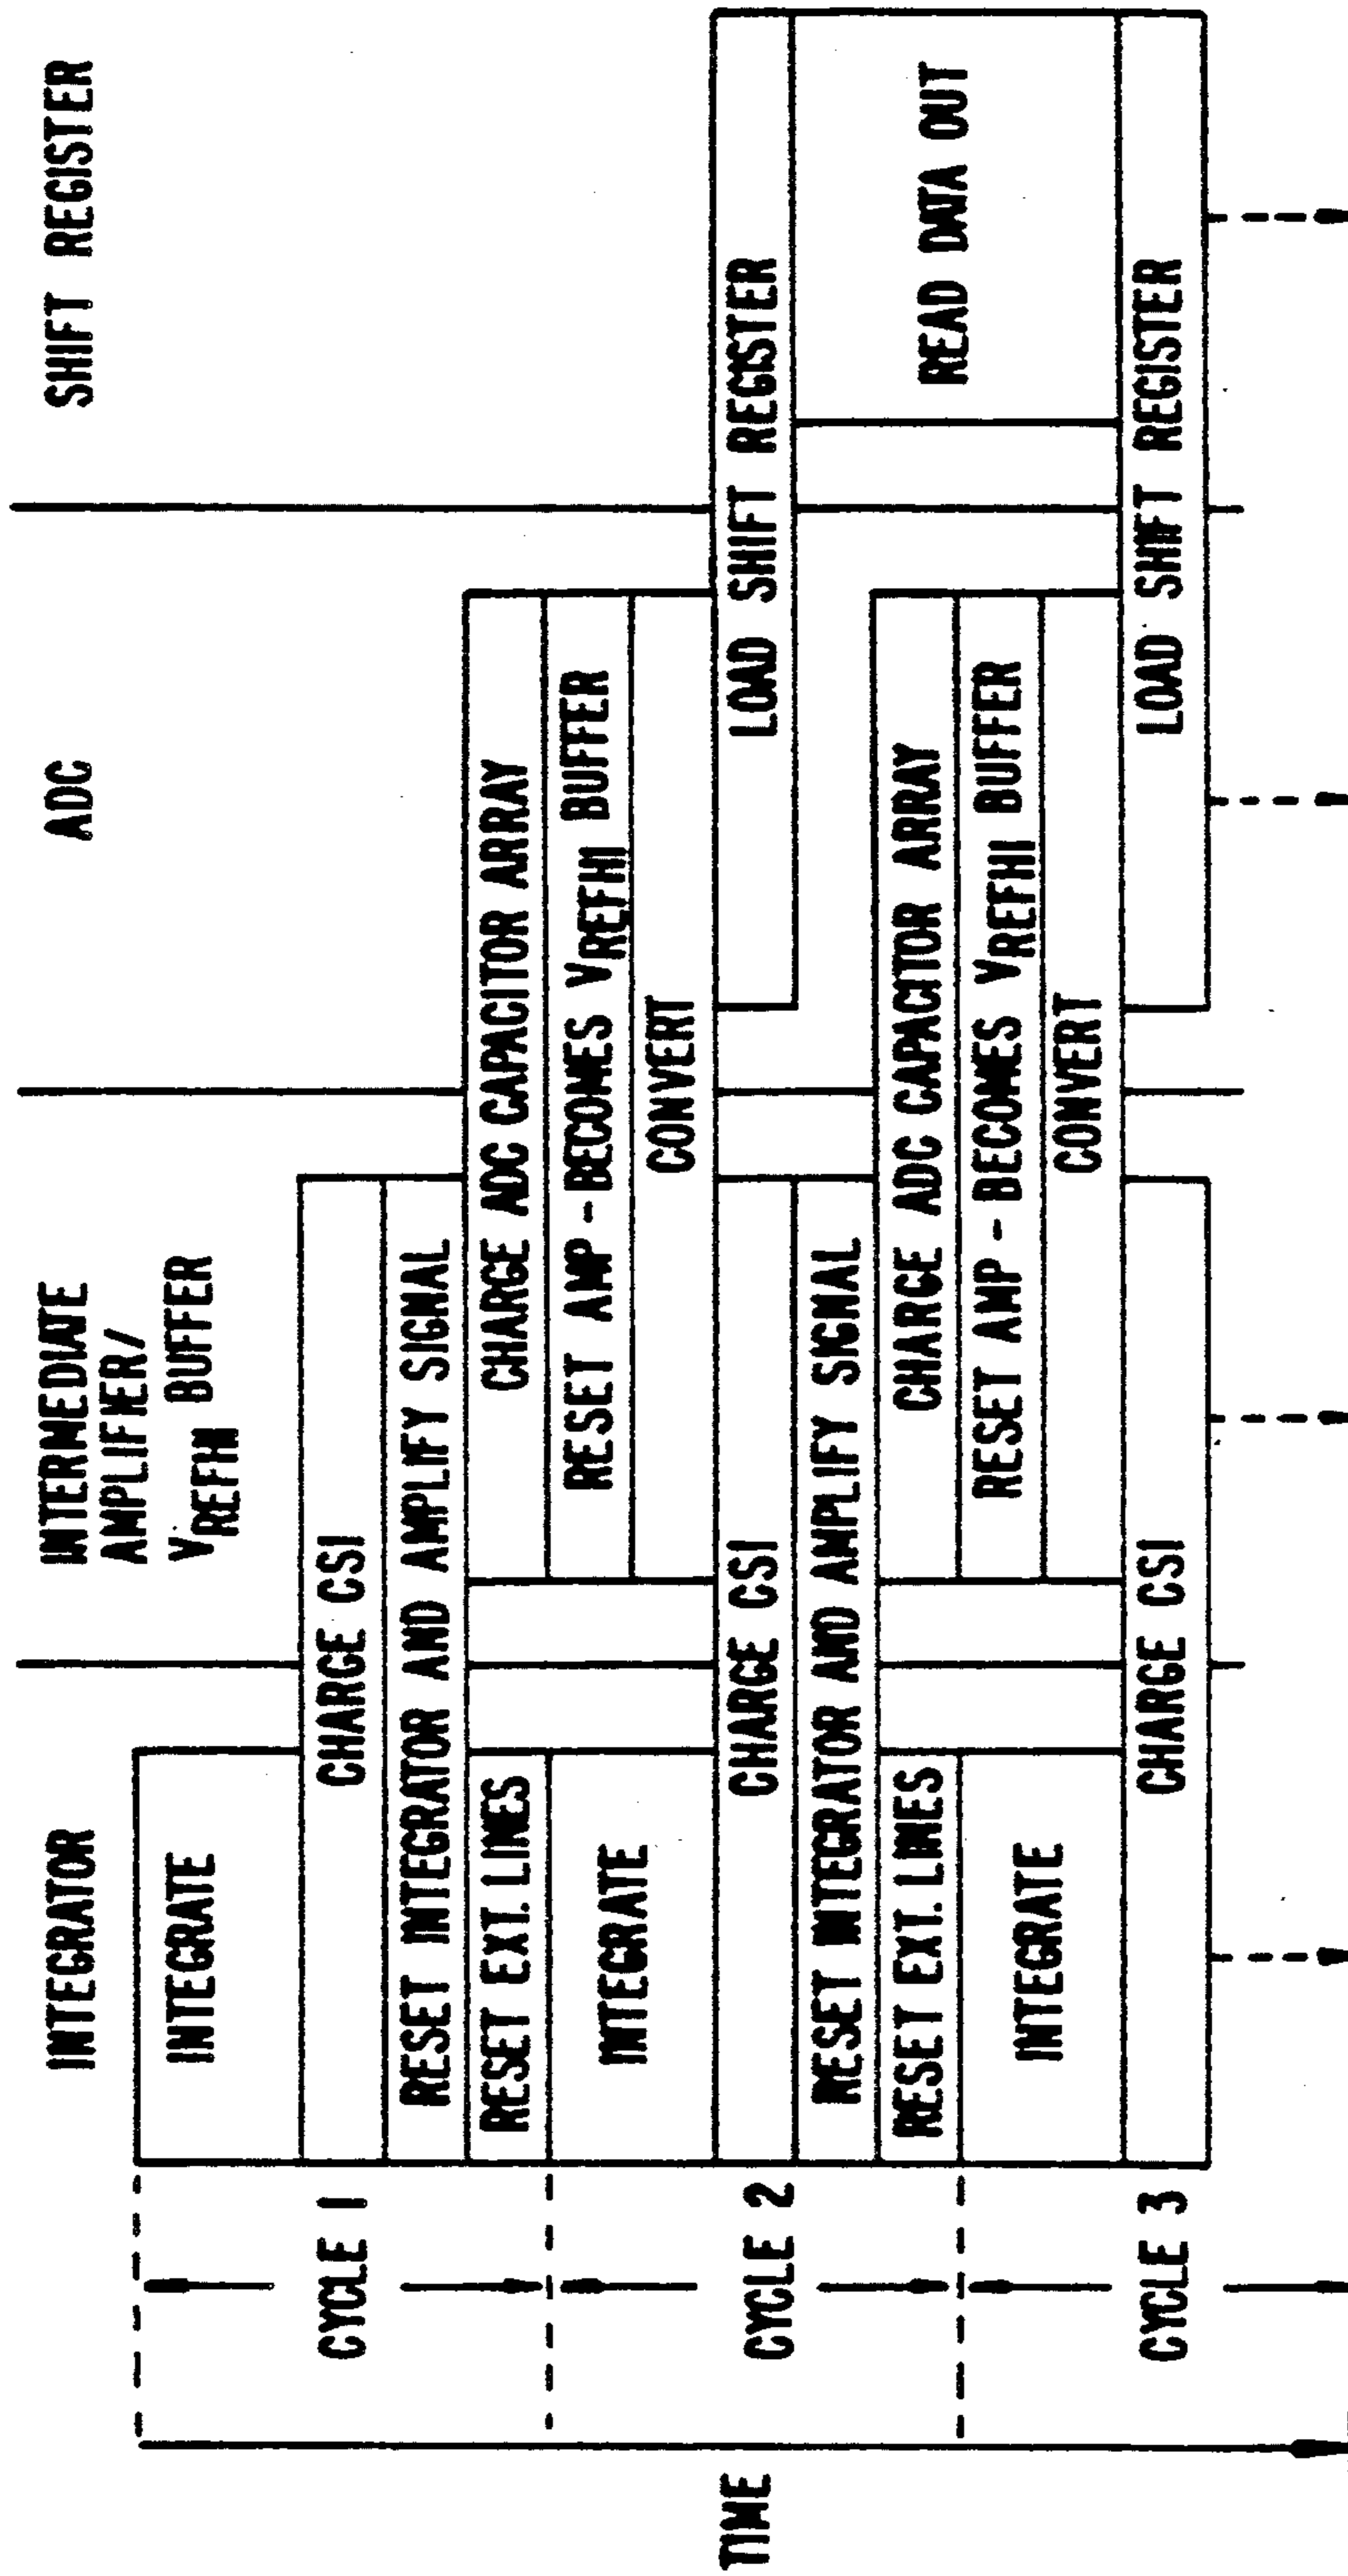 INTEGRATOR
INTERMEDIATE
AMPLIFIER/
VREFHI BUFFER
ADC
SHIFT REGISTER
TIME
CYCLE 1
INTEGRATE
CHARGE CSI
RESET INTEGRATOR AND AMPLIFY SIGNAL
RESET EXT. LINES
CHARGE ADC CAPACITOR ARRAY
CYCLE 2
INTEGRATE
RESET AMP - BECOMES VREFHI BUFFER
CONVERT
CHARGE CSI
LOAD SHIFT REGISTER
RESET INTEGRATOR AND AMPLIFY SIGNAL
READ DATA OUT
RESET EXT. LINES
CHARGE ADC CAPACITOR ARRAY
CYCLE 3
INTEGRATE
RESET AMP - BECOMES VREFHI BUFFER
CONVERT
CHARGE CSI
LOAD SHIFT REGISTER